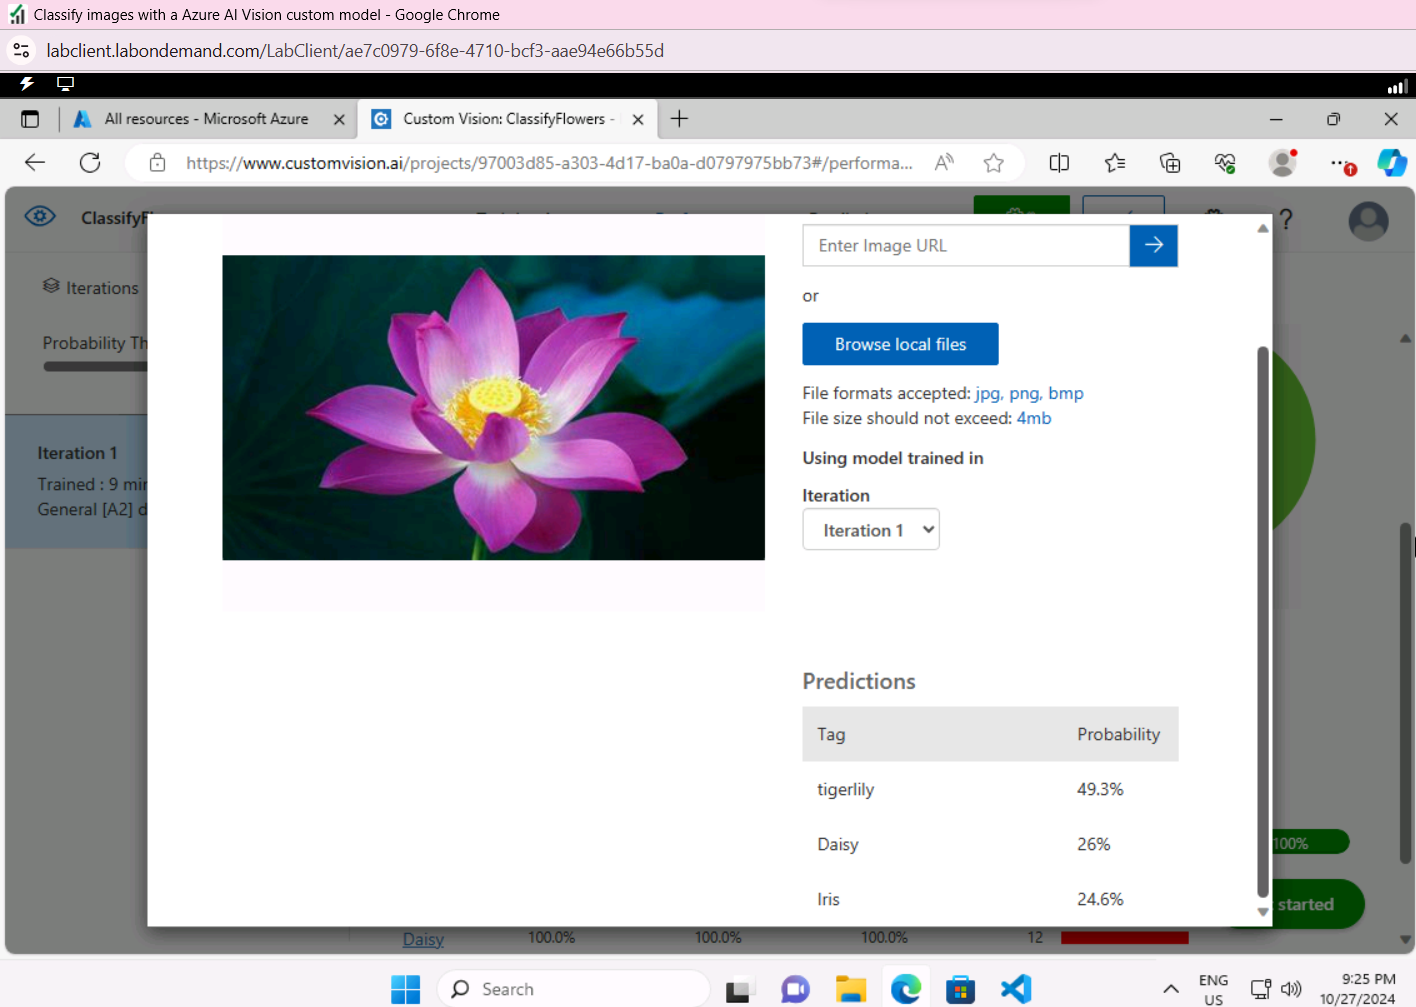 Classify images with a Azure AI Vision custom model - Google Chrome
labclient.labondemand.com/LabClient/ae7c0979-6f8e-4710-bcf3-aae94e66b55d
All resources - Microsoft Azure
Custom Vision: ClassifyFlowers -
https://www.customvision.ai/projects/97003d85-a303-4d17-ba0a-d0797975bb73#/performa...
ClassifyF
?
Iterations
Probability Th
Iteration 1
Trained : 9 min
General [A2] d
Enter Image URL
or
Browse local files
File formats accepted: jpg, png, bmp
File size should not exceed: 4mb
Using model trained in
Iteration
Iteration 1
Predictions
Tag Probability
tigerlily 49.3%
Daisy 26%
Iris 24.6%
100%
started
Daisy 100.0% 100.0% 100.0% 12
Search
ENG
US
9:25 PM
10/27/2024